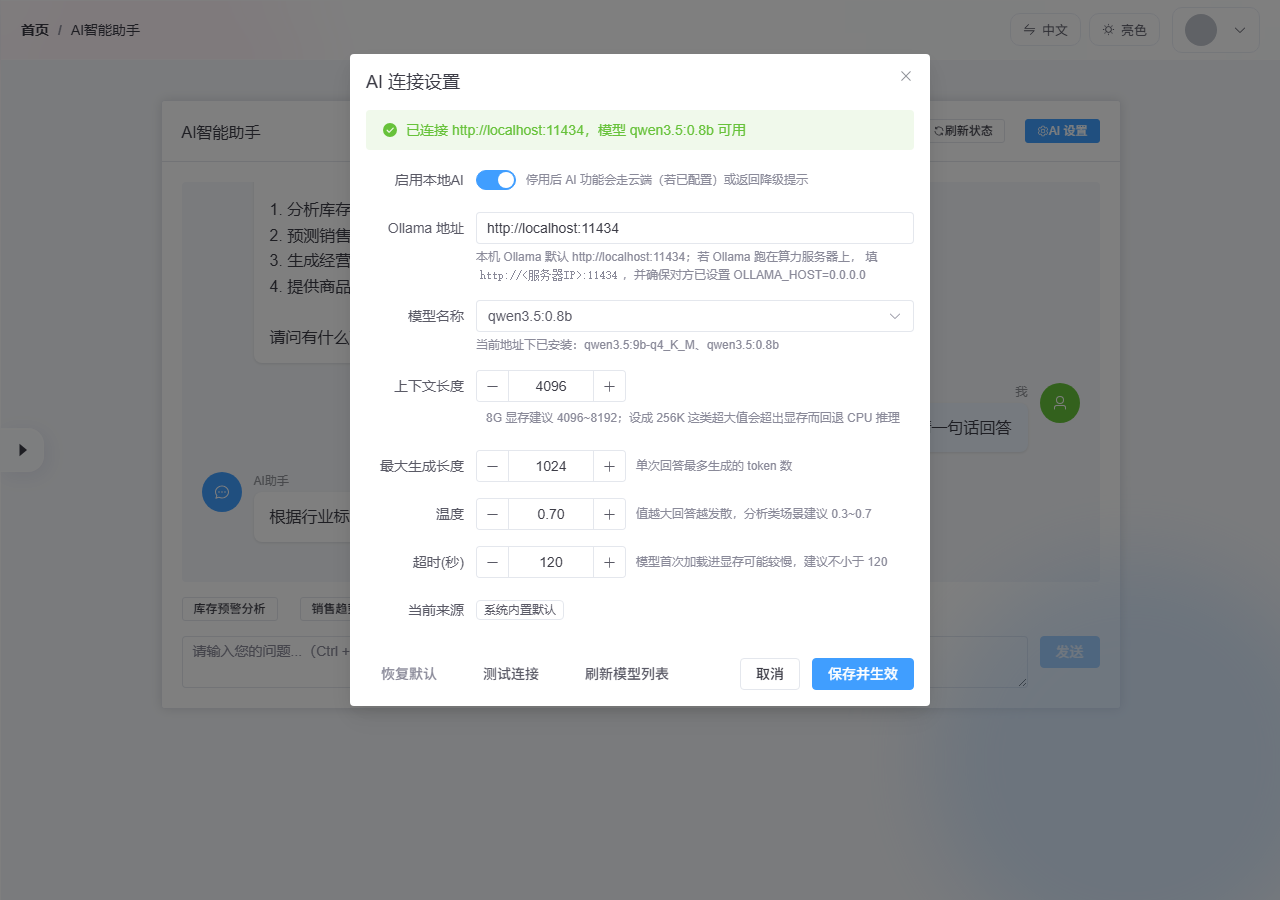 首页 / AI智能助手
中文
亮色
AI 连接设置
已连接 http://localhost:11434，模型 qwen3.5:0.8b 可用
AI智能助手
刷新状态
AI 设置
启用本地AI
停用后 AI 功能会走云端（若已配置）或返回降级提示
1. 分析库存
2. 预测销售
3. 生成经营
4. 提供商品
请问有什么
Ollama 地址
http://localhost:11434
本机 Ollama 默认 http://localhost:11434；若 Ollama 跑在算力服务器上， 填
http://<服务器IP>:11434 ，并确保对方已设置 OLLAMA_HOST=0.0.0.0
模型名称
qwen3.5:0.8b
当前地址下已安装：qwen3.5:9b-q4_K_M、qwen3.5:0.8b
上下文长度
4096
8G 显存建议 4096~8192；设成 256K 这类超大值会超出显存而回退 CPU 推理
我
一句话回答
最大生成长度
1024
单次回答最多生成的 token 数
AI助手
根据行业标
温度
0.70
值越大回答越发散，分析类场景建议 0.3~0.7
超时(秒)
120
模型首次加载进显存可能较慢，建议不小于 120
当前来源
系统内置默认
库存预警分析
销售趋
请输入您的问题...（Ctrl +
发送
恢复默认
测试连接
刷新模型列表
取消
保存并生效